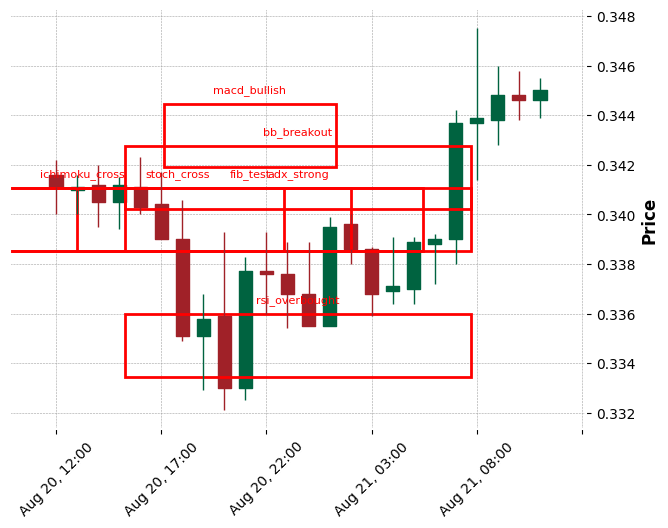 macd_bullish
bb_breakout
ichimoku_cross
stoch_cross
fib_test
adx_strong
rsi_overbought
0.348
0.346
0.344
0.342
0.340
0.338
0.336
0.334
0.332
Price
Aug 20, 12:00
Aug 20, 17:00
Aug 20, 22:00
Aug 21, 03:00
Aug 21, 08:00